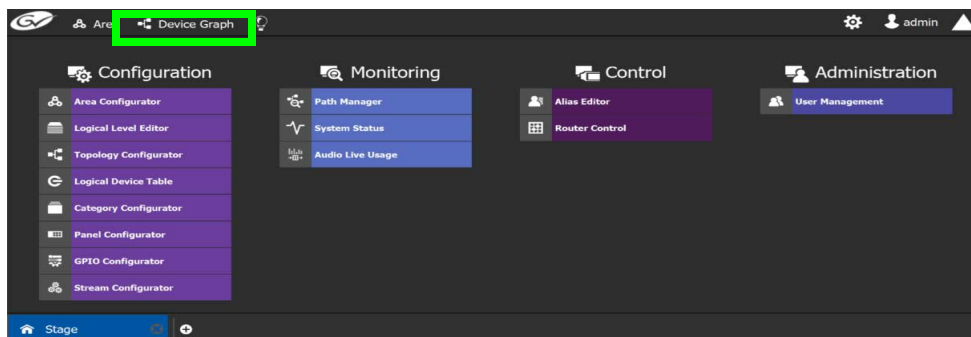 GV Are Device Graph admin
Configuration Monitoring Control Administration
Area Configurator Path Manager Alias Editor User Management
Logical Level Editor System Status Router Control
Topology Configurator Audio Live Usage
Logical Device Table
Category Configurator
Panel Configurator
GPIO Configurator
Stream Configurator
Stage